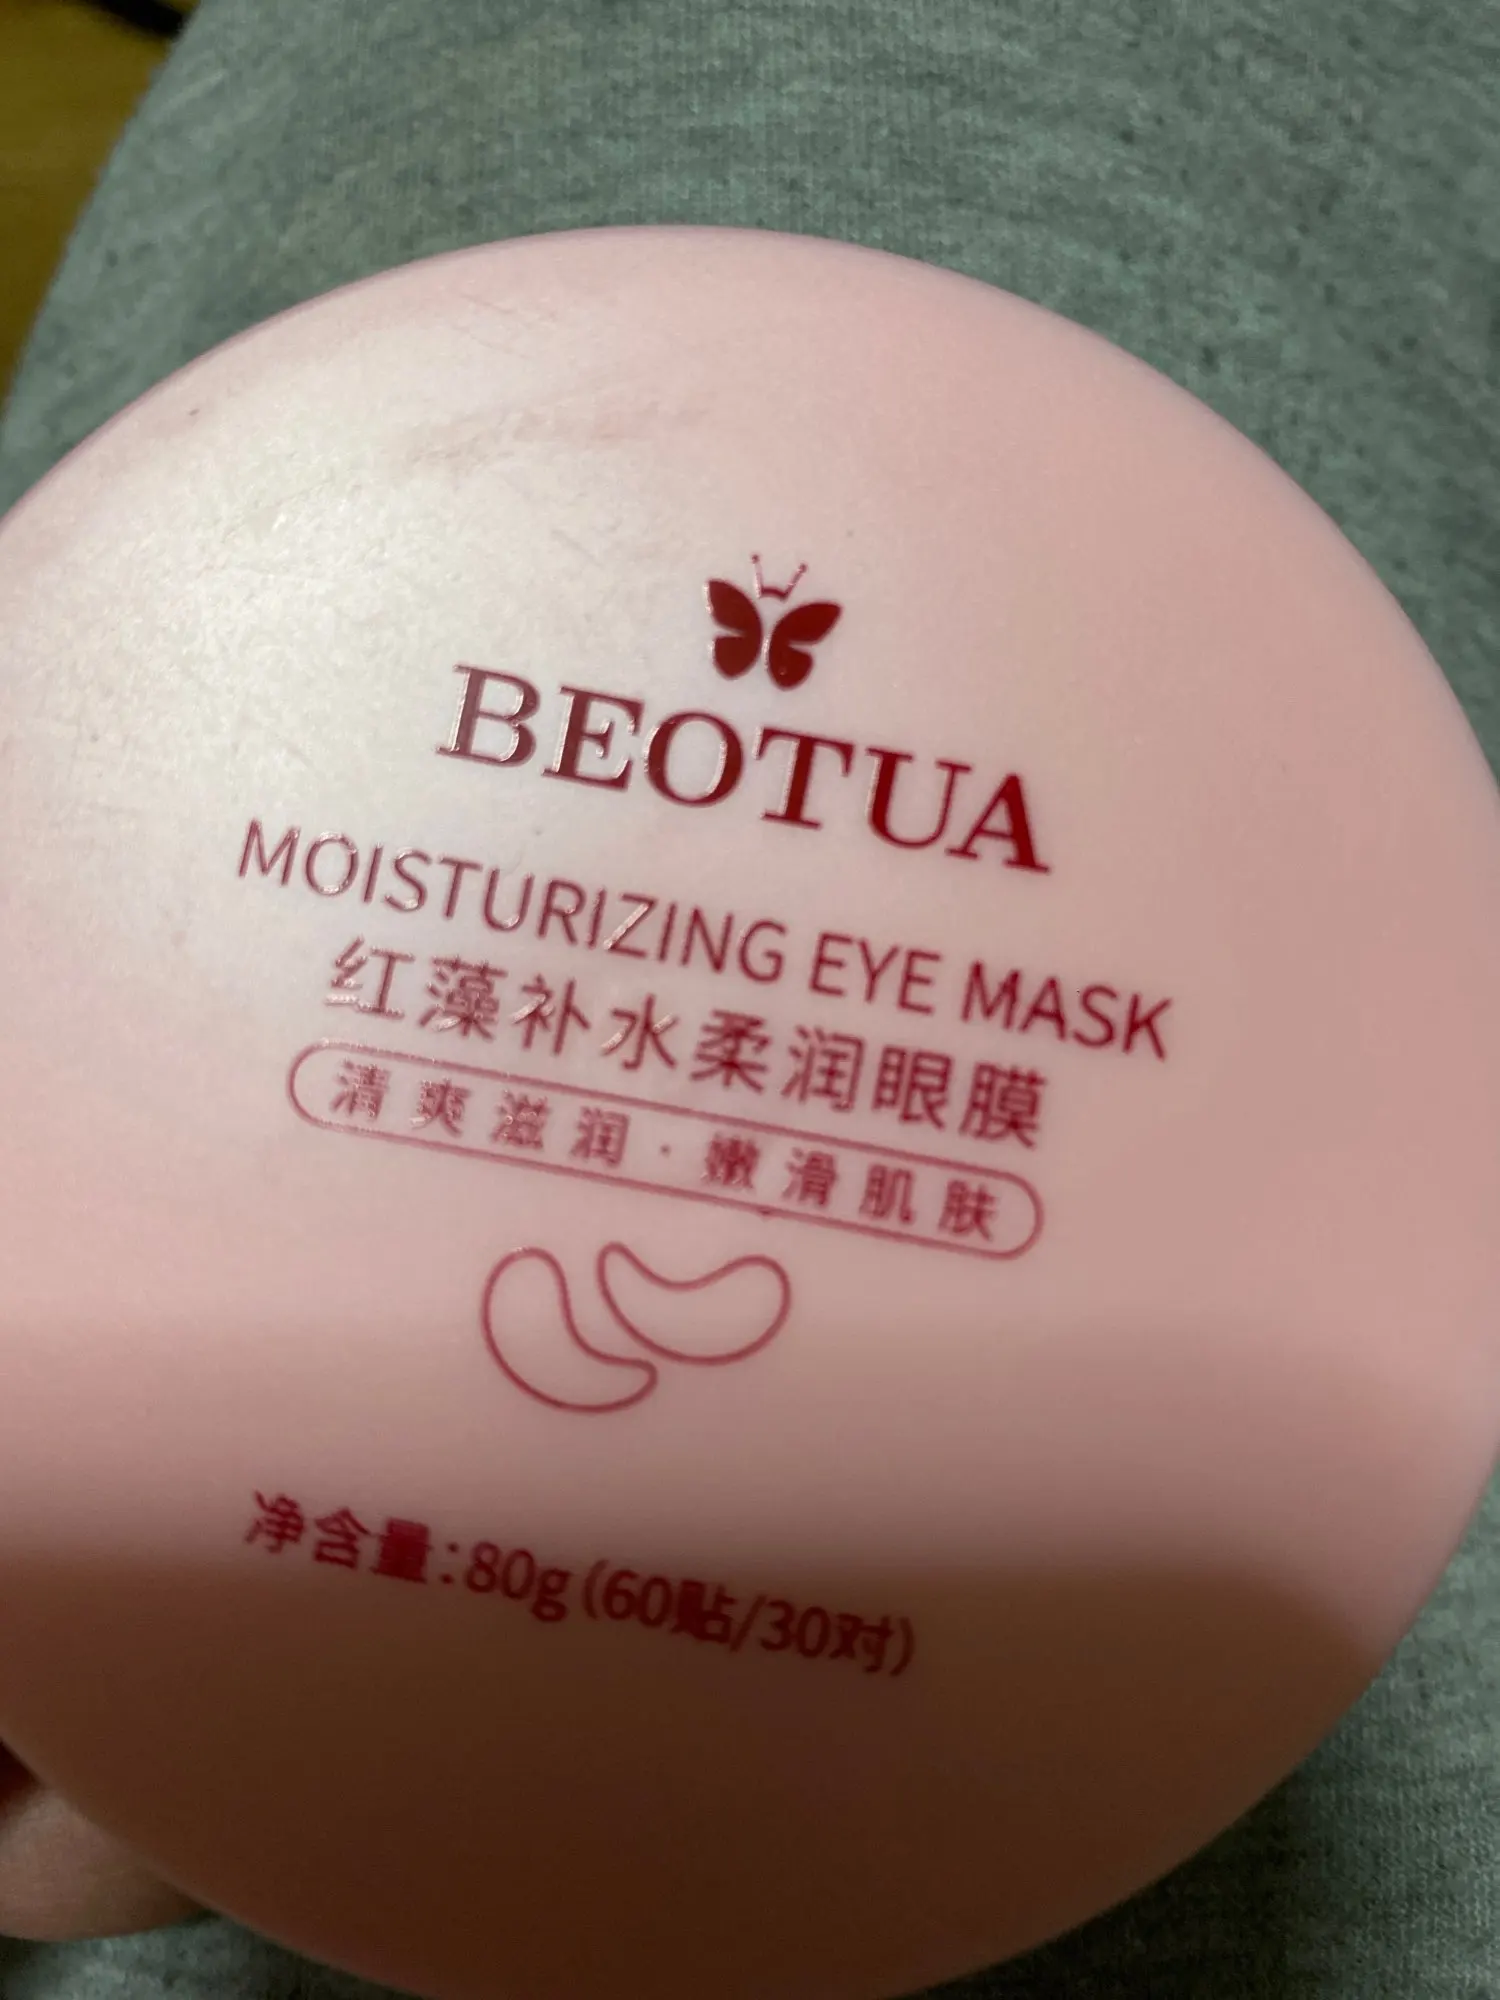 BEOTUA
MOISTURIZING EYE MASK
红藻补水柔润眼膜
清爽滋润·嫩滑肌肤
净含量:80g(60贴/30对)